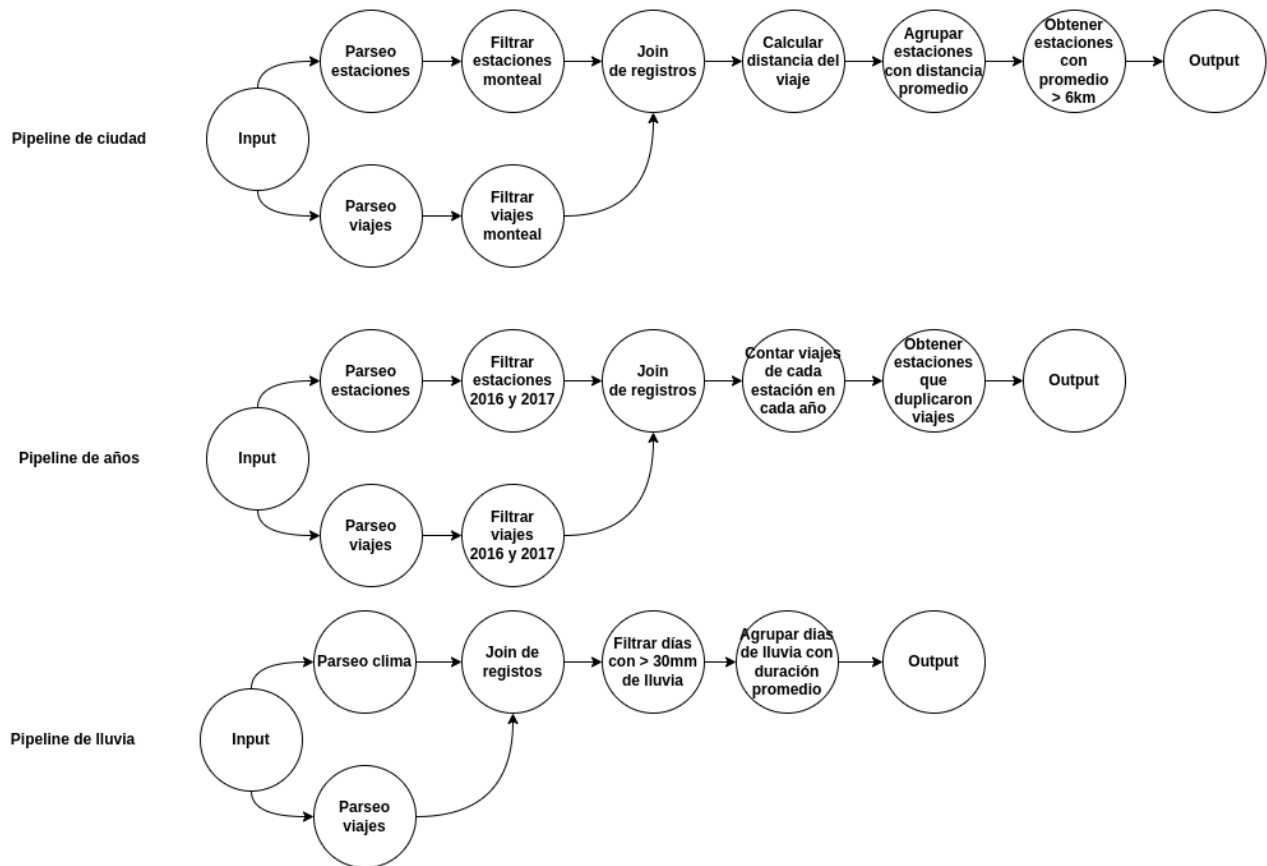 Parseo
estaciones
Filtrar
estaciones
monteal
Join
de registros
Calcular
distancia del
viaje
Agrupar
estaciones
con distancia
promedio
Obtener
estaciones
con
promedio
> 6km
Output
Pipeline de ciudad
Input
Parseo
viajes
Filtrar
viajes
monteal
Parseo
estaciones
Filtrar
estaciones
2016 y 2017
Join
de registros
Contar viajes
de cada
estación en
cada año
Obtener
estaciones
que
duplicaron
viajes
Output
Pipeline de años
Input
Parseo
viajes
Filtrar
viajes
2016 y 2017
Parseo clima
Join de
registos
Filtrar días
con > 30mm
de lluvia
Agrupar dias
de lluvia con
duración
promedio
Output
Pipeline de lluvia
Input
Parseo
viajes